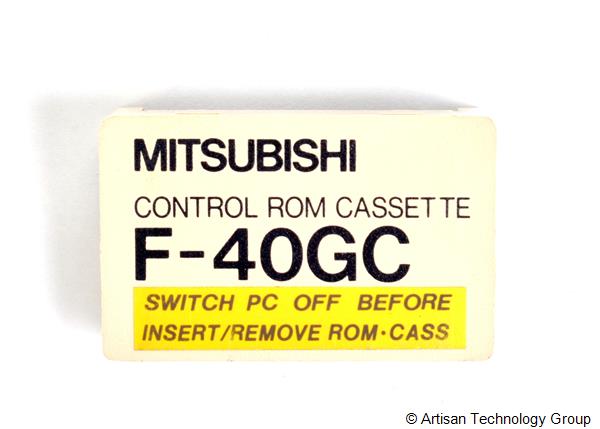 MITSUBISHI
CONTROL ROM CASSETTE
F-40GC
SWITCH PC OFF BEFORE
INSERT/REMOVE ROM·CASS
© Artisan Technology Group